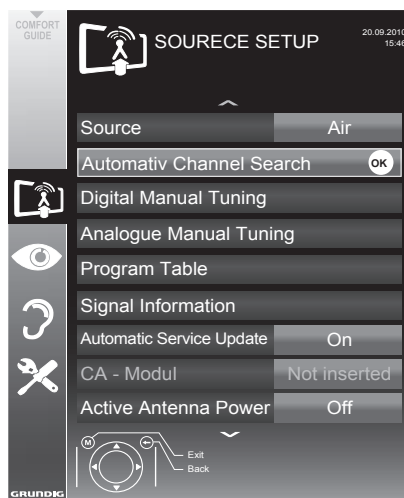 COMFORT
GUIDE
SOURECE SETUP
20.09.2010
15:46
Source Air
Automativ Channel Search OK
Digital Manual Tuning
Analogue Manual Tuning
Program Table
Signal Information
Automatic Service Update On
CA - Modul Not inserted
Active Antenna Power Off
M
Exit
Back
GRUNDIG